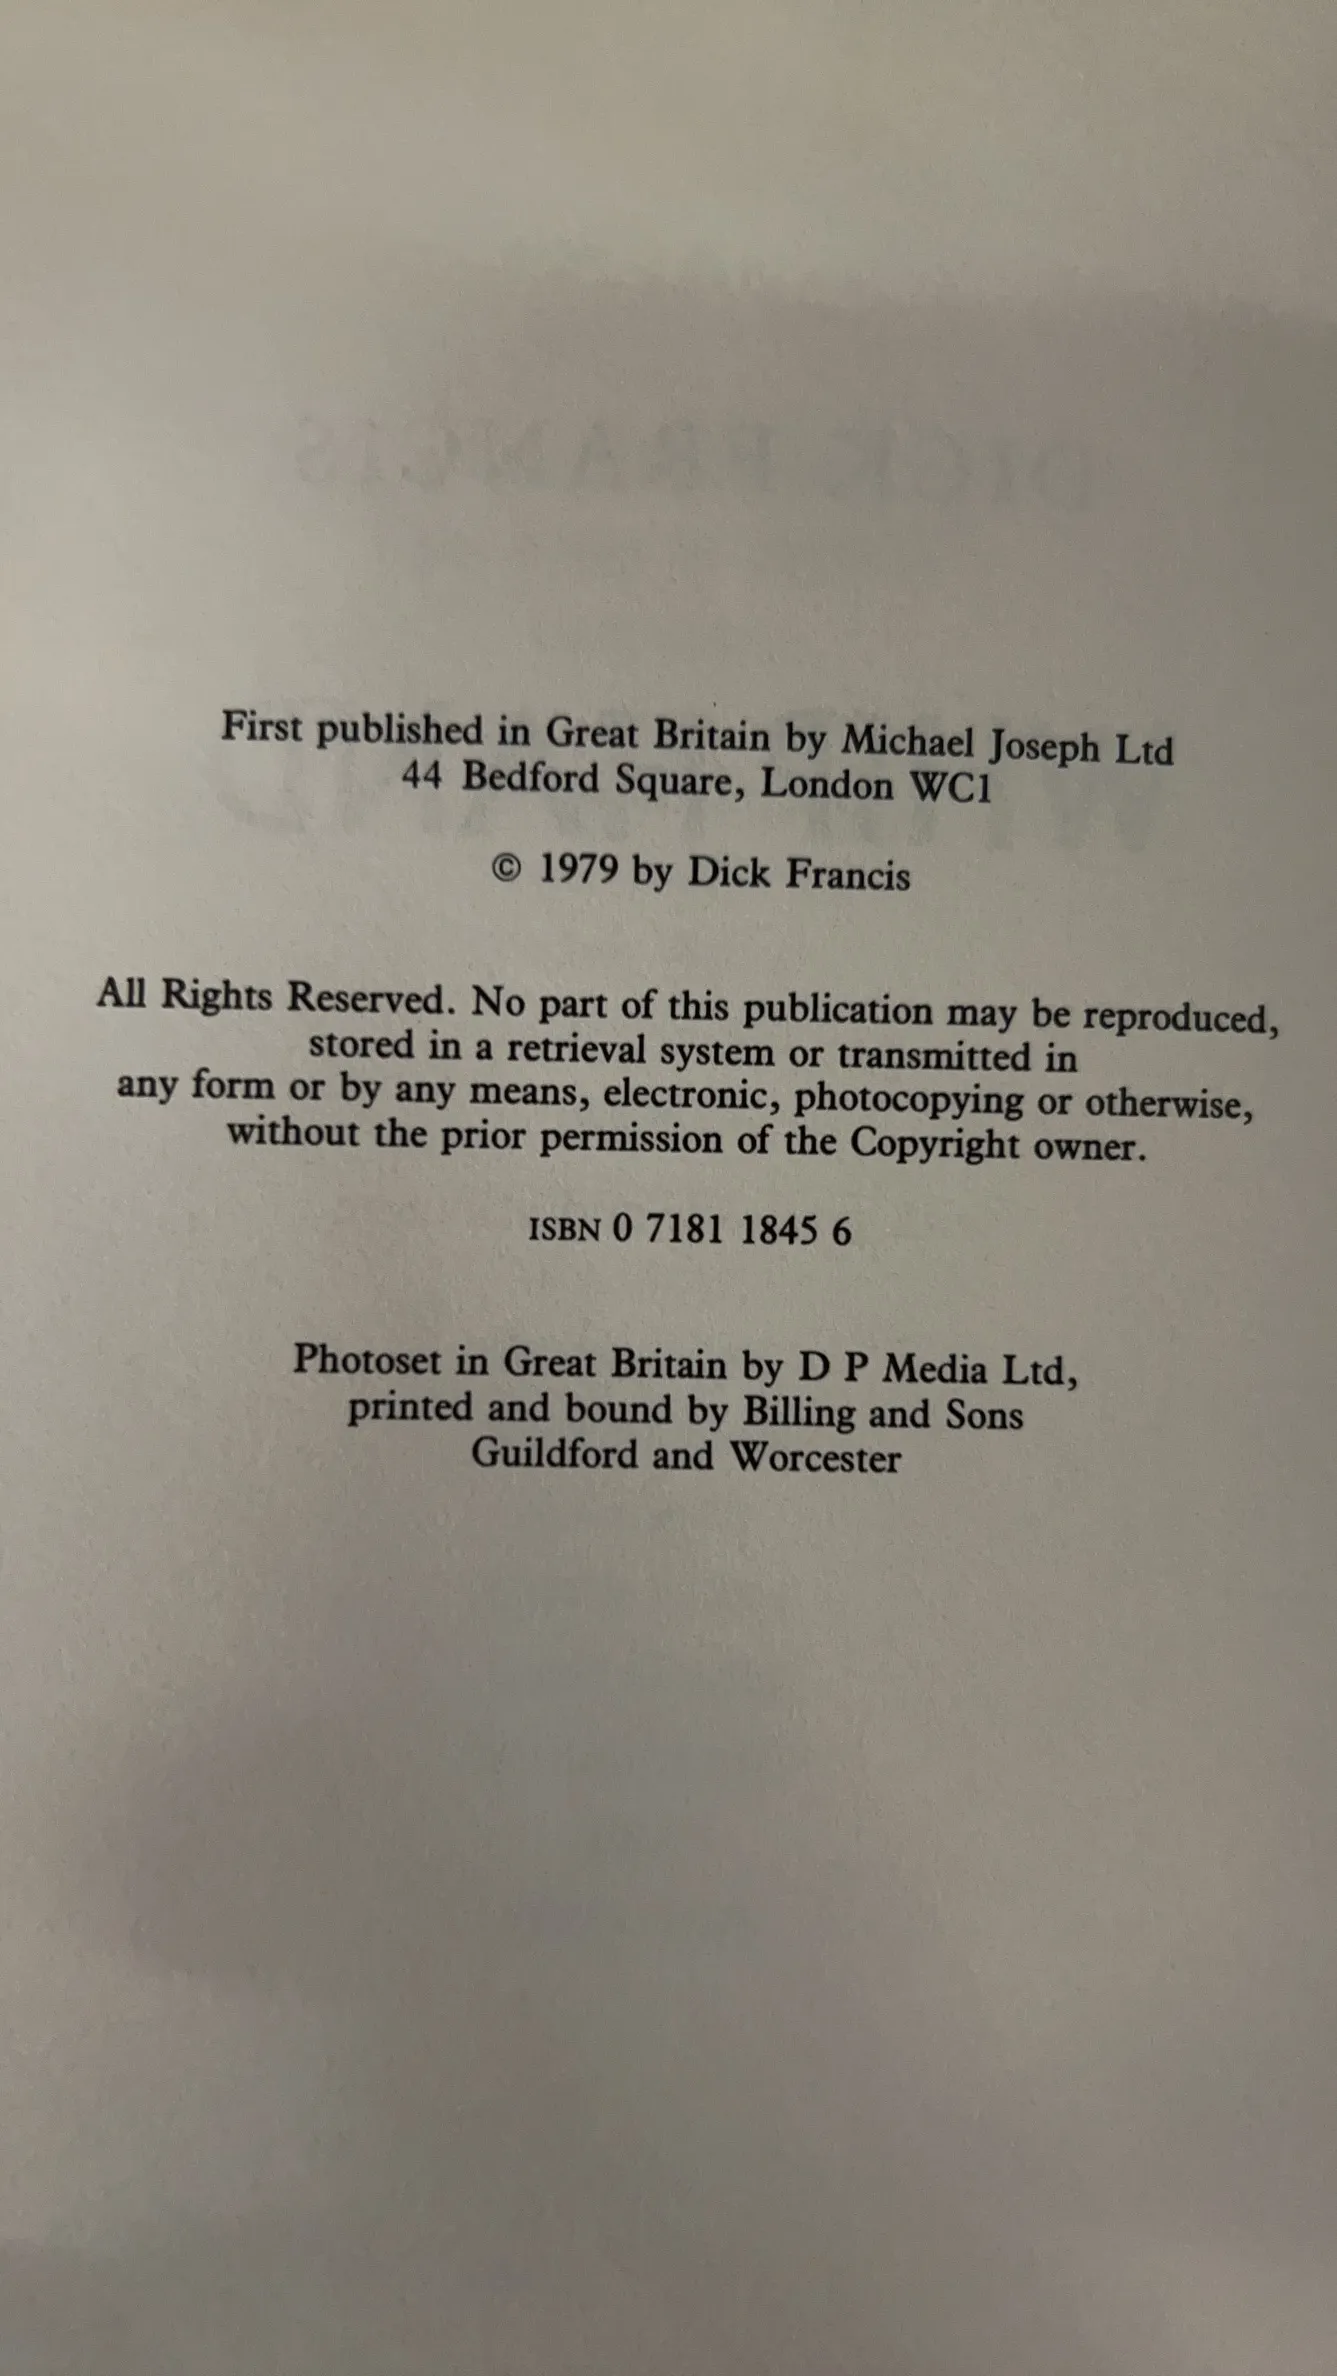 DICK FRANCIS
First published in Great Britain by Michael Joseph Ltd
44 Bedford Square, London WC1
© 1979 by Dick Francis
All Rights Reserved. No part of this publication may be reproduced,
stored in a retrieval system or transmitted in
any form or by any means, electronic, photocopying or otherwise,
without the prior permission of the Copyright owner.
ISBN 0 7181 1845 6
Photoset in Great Britain by D P Media Ltd,
printed and bound by Billing and Sons
Guildford and Worcester